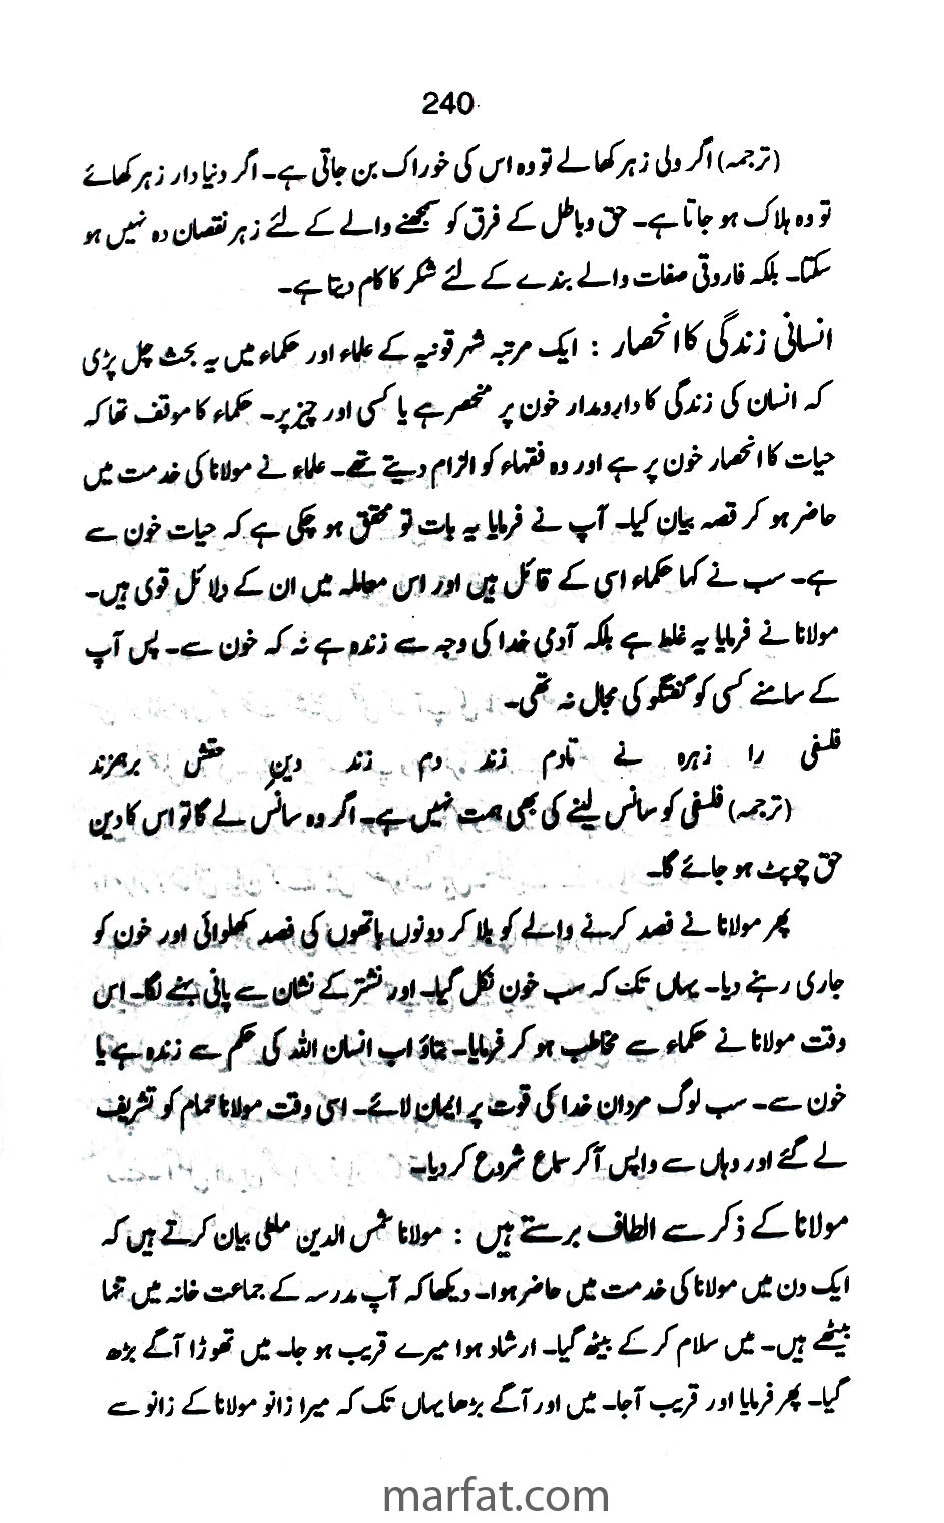 240
(ترجمہ) اگر ولی زہر کھا لے تو وہ اس کی خوراک بن جاتی ہے۔ اگر دنیا دار زہر کھائے
تو وہ ہلاک ہو جاتا ہے۔ حق و باطل کے فرق کو سمجھنے والے کے لئے زہر نقصان دہ نہیں ہو
سکتا۔ بلکہ فاروقی صفات والے بندے کے لئے شکر کا کام دیتا ہے۔
انسانی زندگی کا انحصار : ایک مرتبہ شہر قونیہ کے علماء اور حکماء میں یہ بحث چل پڑی
کہ انسان کی زندگی کا دارومدار خون پر منحصر ہے یا کسی اور چیز پر۔ حکماء کا موقف تھا کہ
حیات کا انحصار خون پر ہے اور وہ فقہاء کو الزام دیتے تھے۔ علماء نے مولانا کی خدمت میں
حاضر ہو کر قصہ بیان کیا۔ آپ نے فرمایا یہ بات تو محقق ہو چکی ہے کہ حیات خون سے
ہے۔ سب نے کہا حکماء اسی کے قائل ہیں اور اس معاملہ میں ان کے دلائل قوی ہیں۔
مولانا نے فرمایا یہ غلط ہے بلکہ آدمی خدا کی وجہ سے زندہ ہے نہ کہ خون سے۔ پس آپ
کے سامنے کسی کو گفتگو کی مجال نہ تھی۔
فلسفی را زہرہ نے تادم زند دم زند دینِ حقش برہمزند
(ترجمہ) فلسفی کو سانس لینے کی بھی ہمت نہیں ہے۔ اگر وہ سانس لے گا تو اس کا دین
حق چوپٹ ہو جائے گا۔
پھر مولانا نے فصد کرنے والے کو بلا کر دونوں ہاتھوں کی فصد کھلوائی اور خون کو
جاری رہنے دیا۔ یہاں تک کہ سب خون نکل گیا۔ اور نشتر کے نشان سے پانی بہنے لگا۔ اس
وقت مولانا نے حکماء سے مخاطب ہو کر فرمایا۔ بتاؤ اب انسان اللہ کی حکم سے زندہ ہے یا
خون سے۔ سب لوگ مردان خدا کی قوت پر ایمان لائے۔ اسی وقت مولانا حمام کو تشریف
لے گئے اور وہاں سے واپس آکر سماع شروع کر دیا۔
مولانا کے ذکر سے الطاف برستے ہیں : مولانا شمس الدین ملطی بیان کرتے ہیں کہ
ایک دن میں مولانا کی خدمت میں حاضر ہوا۔ دیکھا کہ آپ مدرسہ کے جماعت خانہ میں تنہا
بیٹھے ہیں۔ میں سلام کر کے بیٹھ گیا۔ ارشاد ہوا میرے قریب ہو جا۔ میں تھوڑا آگے بڑھ
گیا۔ پھر فرمایا اور قریب آجا۔ میں اور آگے بڑھا یہاں تک کہ میرا زانو مولانا کے زانو سے
marfat.com